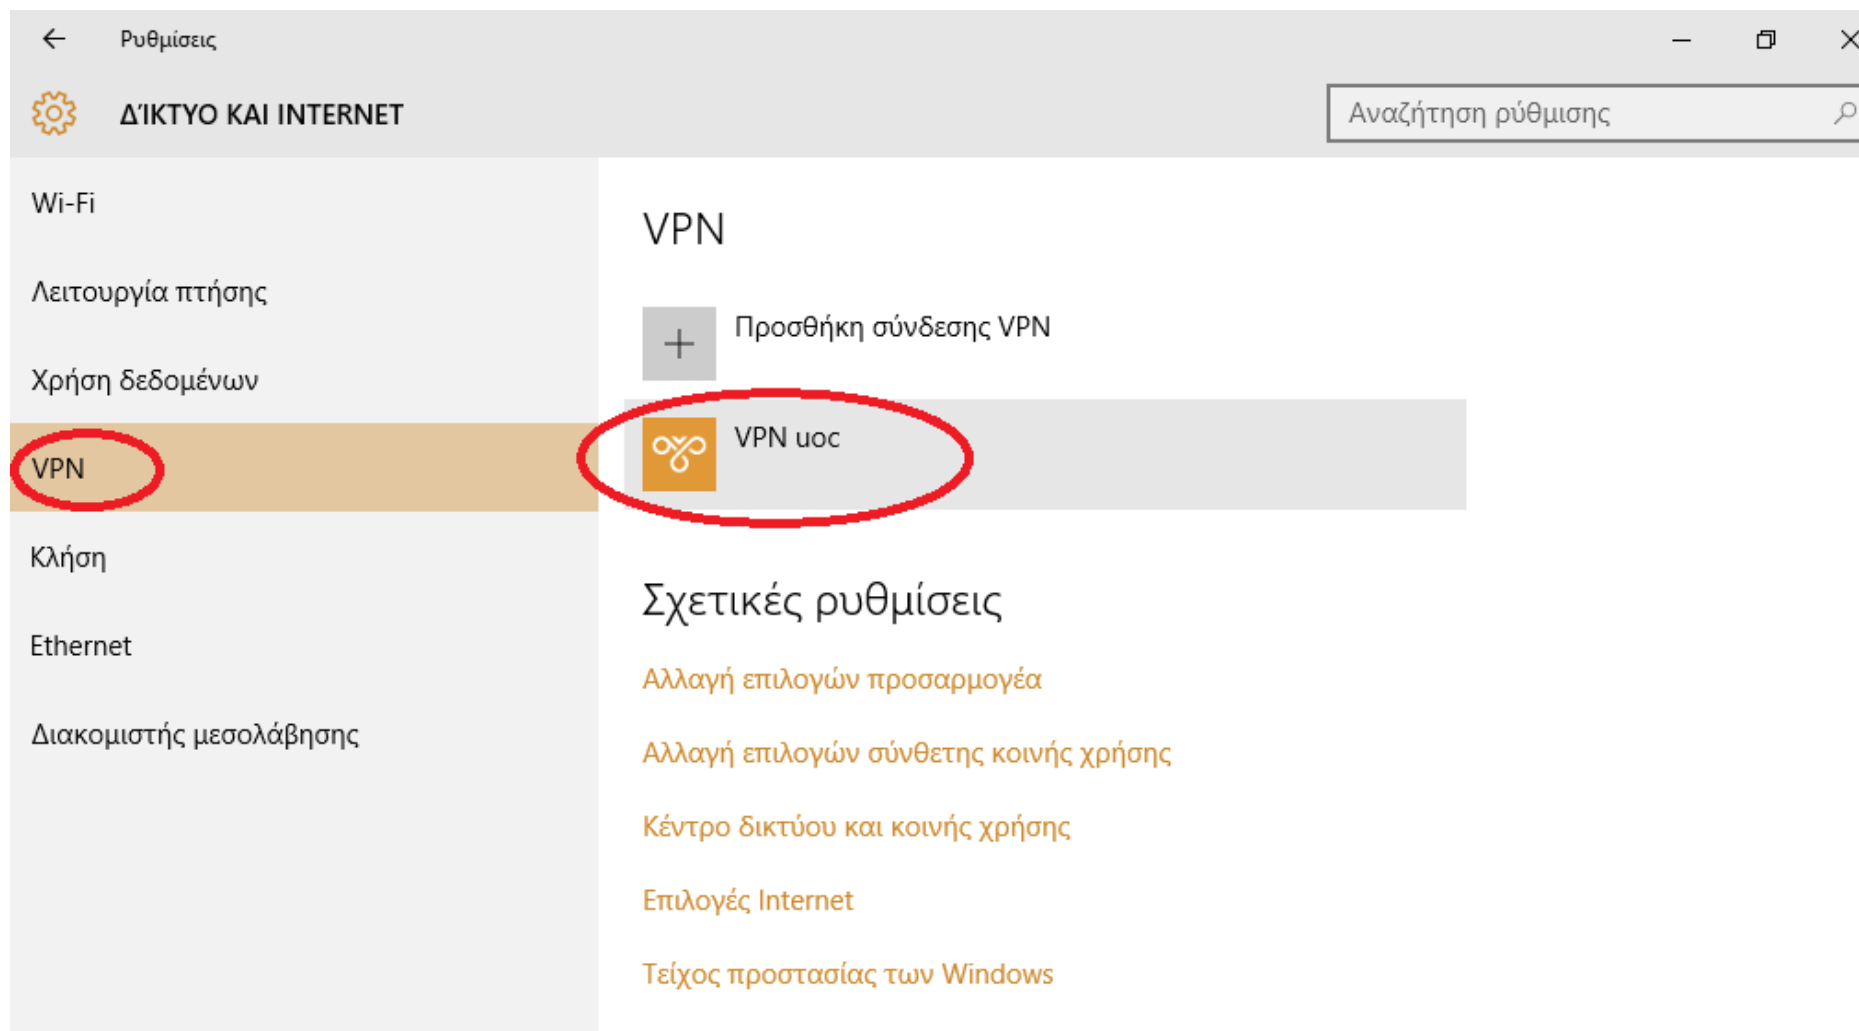 Ρυθμίσεις
ΔΊΚΤΥΟ ΚΑΙ INTERNET
Αναζήτηση ρύθμισης
Wi-Fi
Λειτουργία πτήσης
Χρήση δεδομένων
VPN
Κλήση
Ethernet
Διακομιστής μεσολάβησης
VPN
Προσθήκη σύνδεσης VPN
VPN uoc
Σχετικές ρυθμίσεις
Αλλαγή επιλογών προσαρμογέα
Αλλαγή επιλογών σύνθετης κοινής χρήσης
Κέντρο δικτύου και κοινής χρήσης
Επιλογές Internet
Τείχος προστασίας των Windows